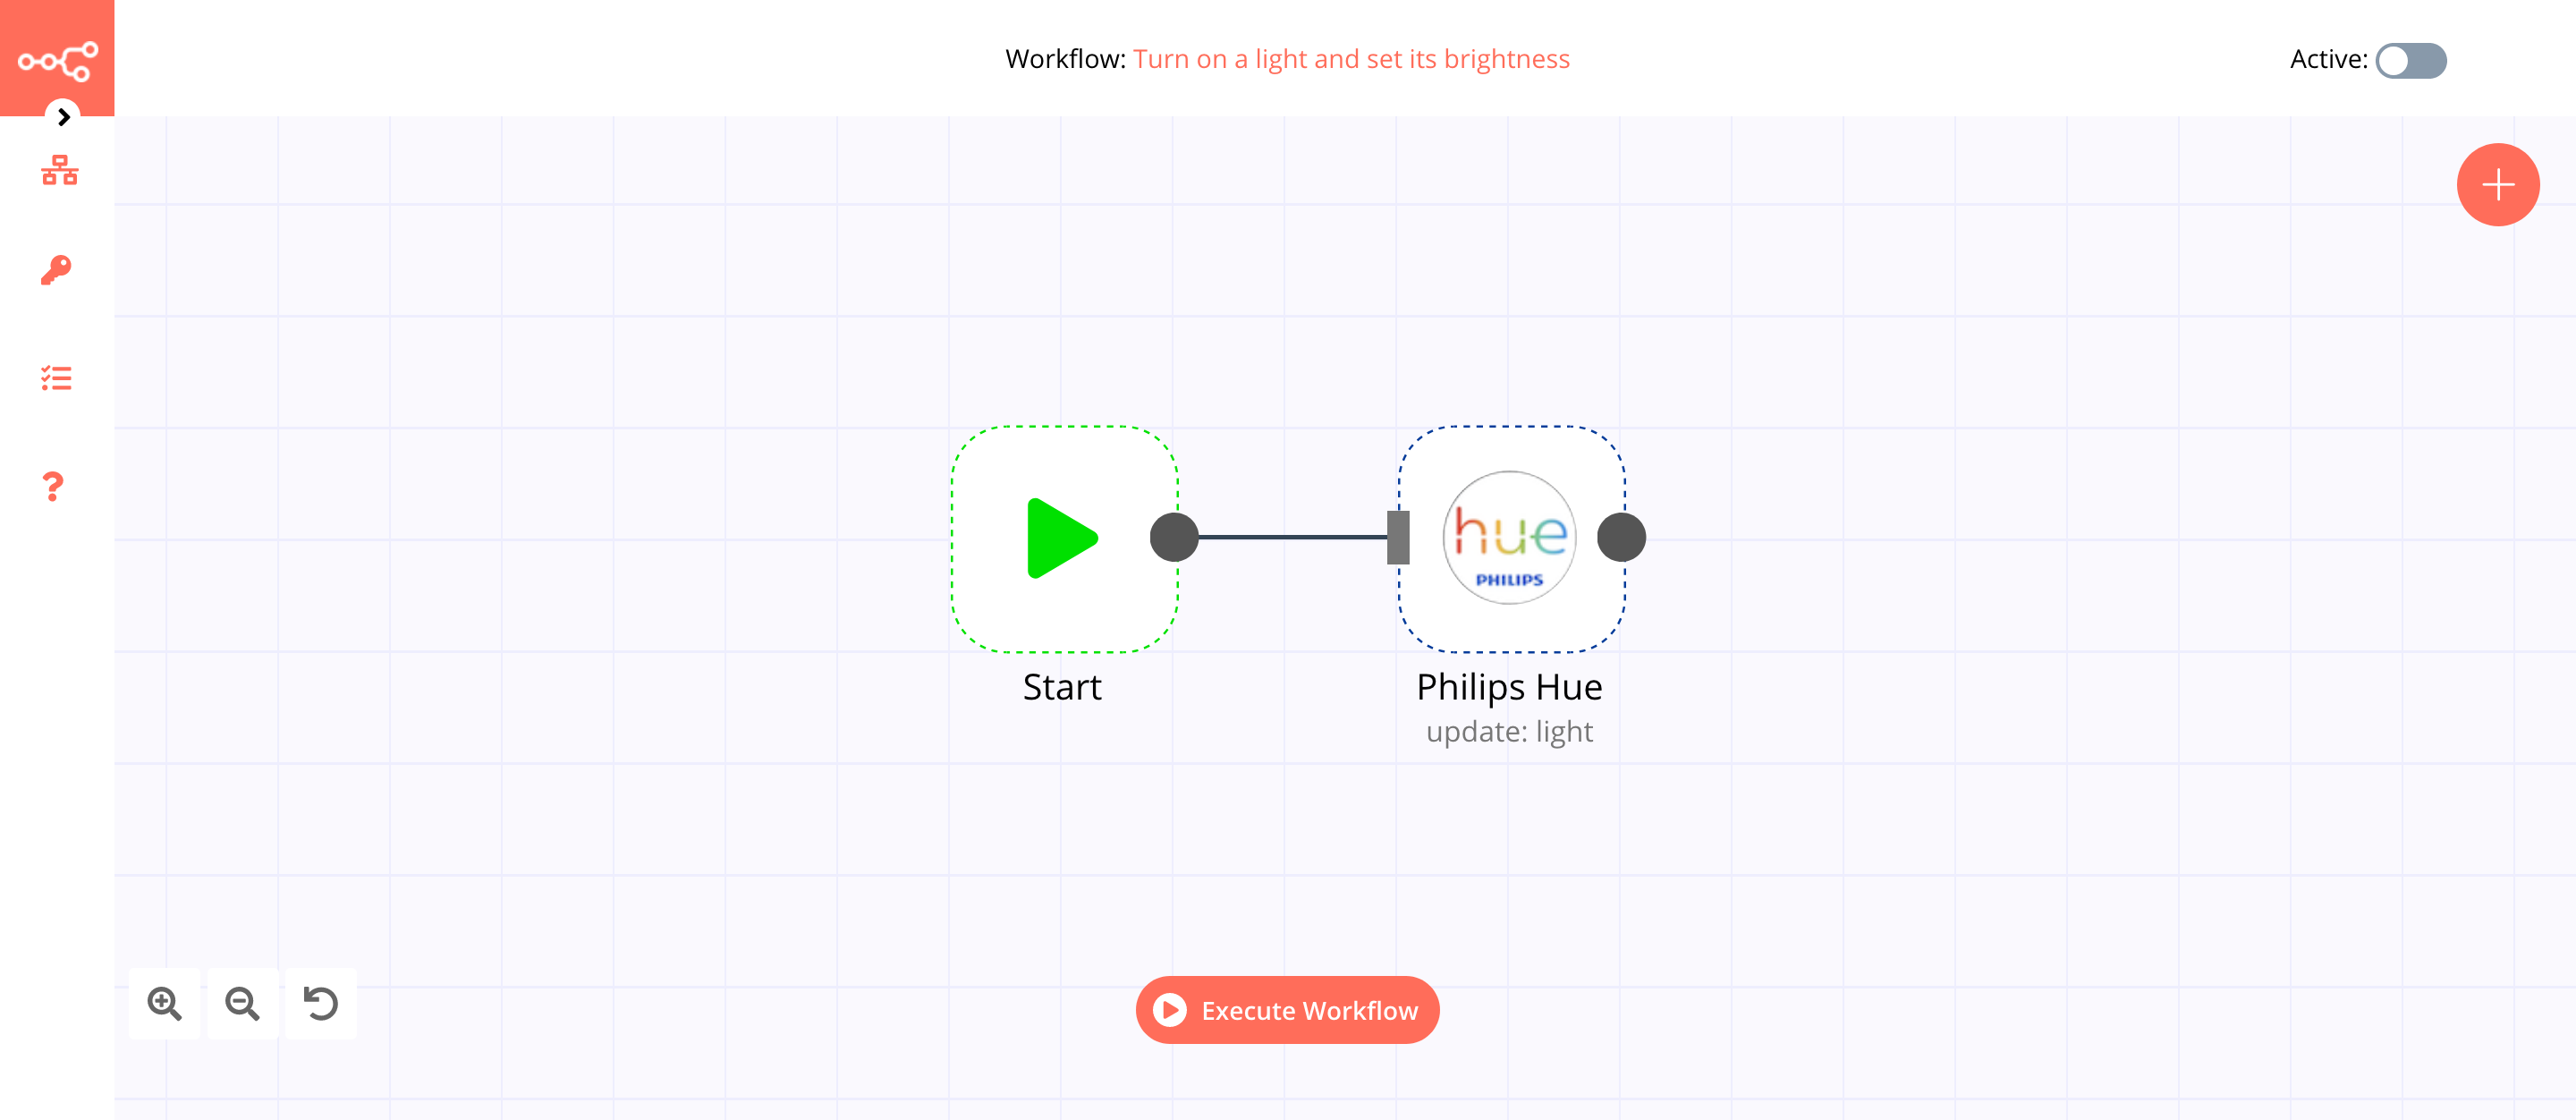 Workflow: Turn on a light and set its brightness
Active:
hue
PHILIPS
Start
Philips Hue
update: light
Execute Workflow